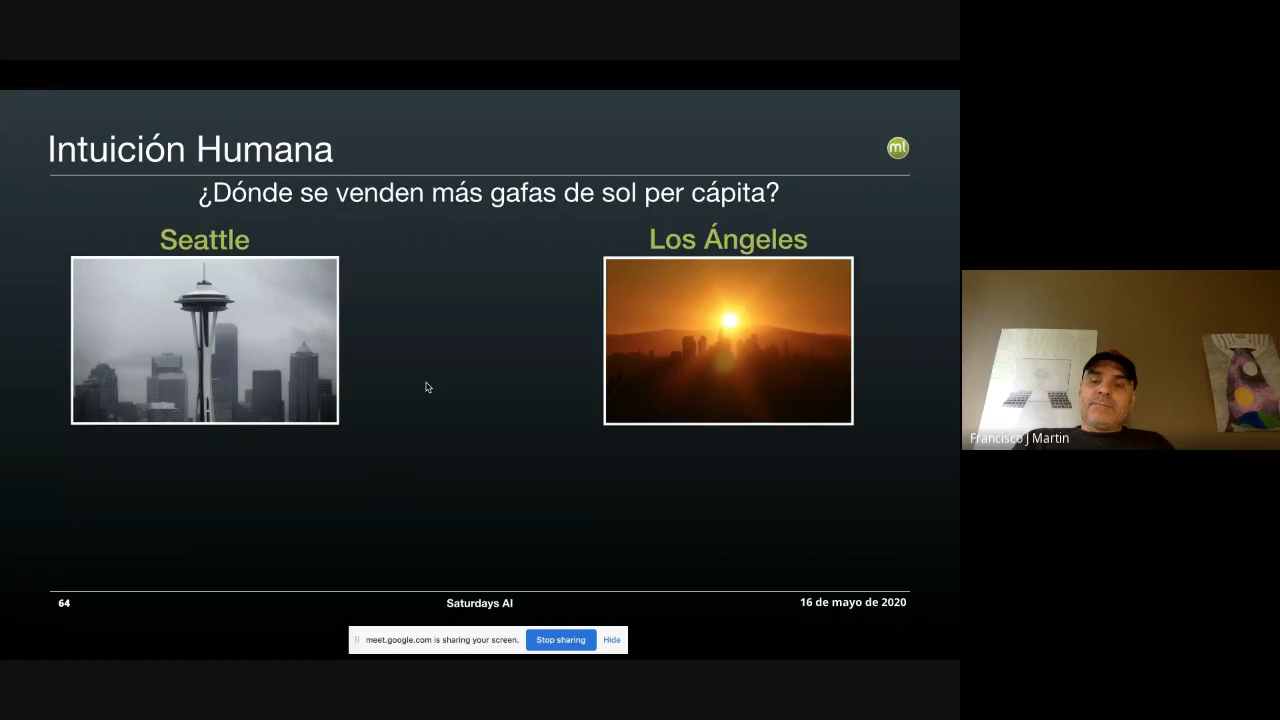 Intuición Humana
ml
¿Dónde se venden más gafas de sol per cápita?
Seattle
Los Ángeles
Francisco J Martin
64
Saturdays AI
16 de mayo de 2020
meet.google.com is sharing your screen.
Stop sharing
Hide